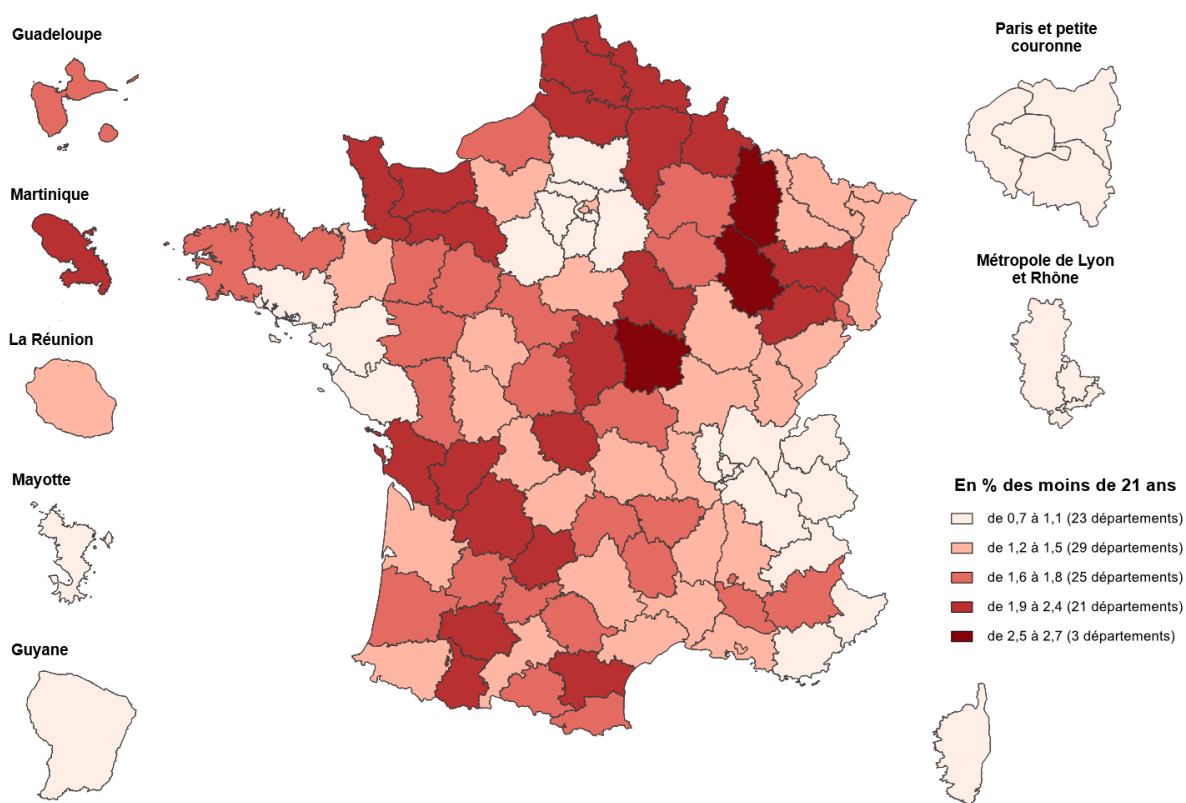 Guadeloupe
Martinique
La Réunion
Mayotte
Guyane
Paris et petite
couronne
Métropole de Lyon
et Rhône
En % des moins de 21 ans
de 0,7 à 1,1 (23 départements)
de 1,2 à 1,5 (29 départements)
de 1,6 à 1,8 (25 départements)
de 1,9 à 2,4 (21 départements)
de 2,5 à 2,7 (3 départements)